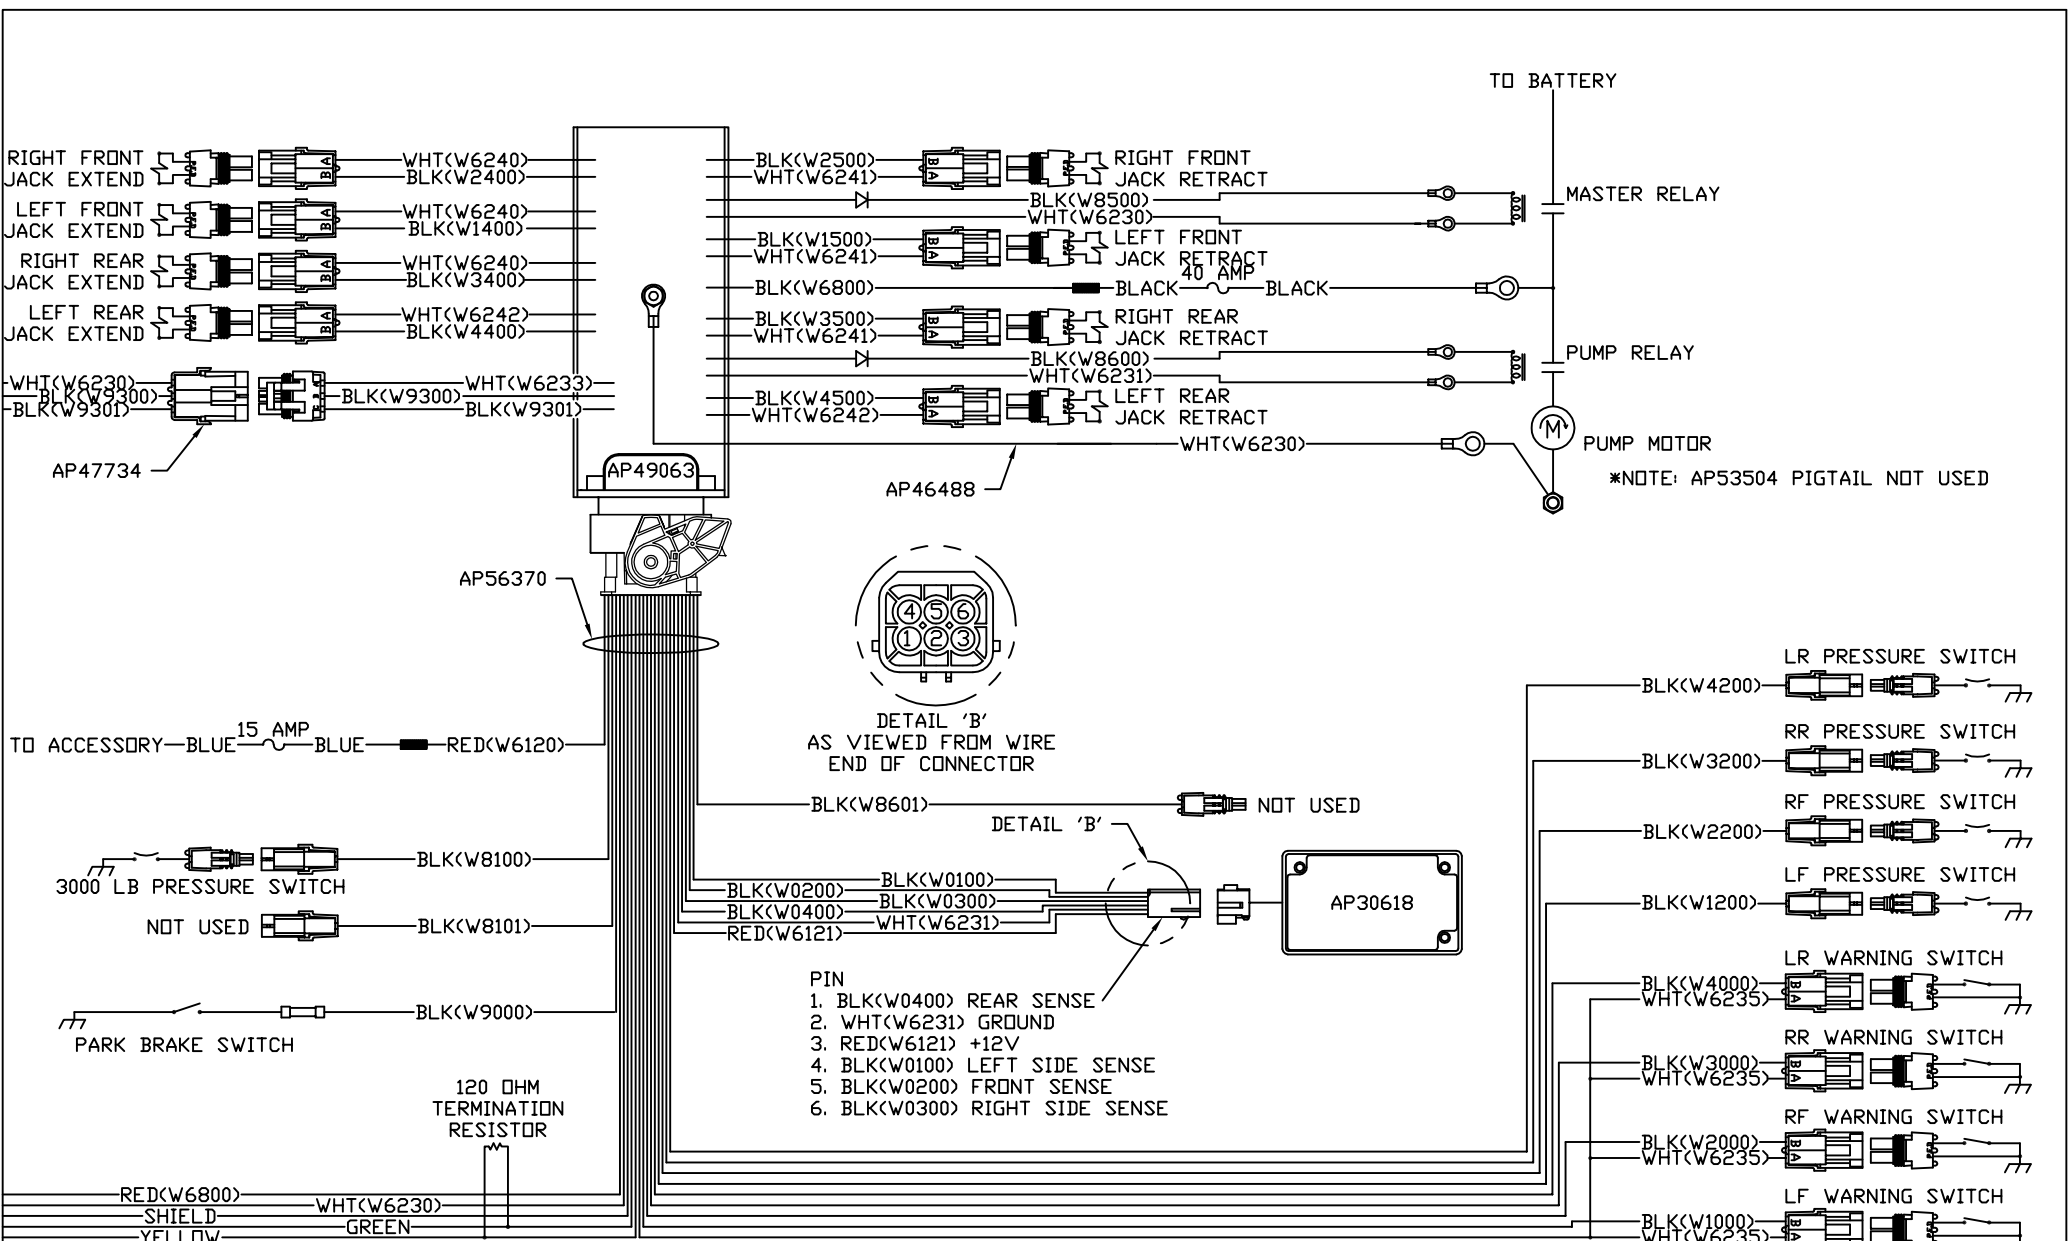 TO BATTERY
RIGHT FRONT
JACK EXTEND
A
B
WHT(W6240)
BLK(W2400)
LEFT FRONT
JACK EXTEND
A
B
WHT(W6240)
BLK(W1400)
RIGHT REAR
JACK EXTEND
A
B
WHT(W6240)
BLK(W3400)
LEFT REAR
JACK EXTEND
A
B
WHT(W6242)
BLK(W4400)
WHT(W6230)
BLK(W9300)
BLK(W9301)
WHT(W6233)
BLK(W9300)
BLK(W9301)
AP47734
AP49063
BLK(W2500)
WHT(W6241)
B
A
RIGHT FRONT
JACK RETRACT
BLK(W8500)
WHT(W6230)
MASTER RELAY
BLK(W1500)
WHT(W6241)
B
A
LEFT FRONT
JACK RETRACT
40 AMP
BLK(W6800)
BLACK
BLACK
BLK(W3500)
WHT(W6241)
B
A
RIGHT REAR
JACK RETRACT
BLK(W8600)
WHT(W6231)
PUMP RELAY
BLK(W4500)
WHT(W6242)
B
A
LEFT REAR
JACK RETRACT
WHT(W6230)
M
PUMP MOTOR
AP46488
*NOTE: AP53504 PIGTAIL NOT USED
AP56370
4 5 6
1 2 3
DETAIL 'B'
AS VIEWED FROM WIRE
END OF CONNECTOR
TO ACCESSORY
BLUE
15 AMP
BLUE
RED(W6120)
BLK(W8601)
NOT USED
DETAIL 'B'
BLK(W8100)
3000 LB PRESSURE SWITCH
NOT USED
BLK(W8101)
BLK(W0100)
BLK(W0200)
BLK(W0300)
BLK(W0400)
WHT(W6231)
RED(W6121)
AP30618
BLK(W9000)
PARK BRAKE SWITCH
PIN
1. BLK(W0400) REAR SENSE
2. WHT(W6231) GROUND
3. RED(W6121) +12V
4. BLK(W0100) LEFT SIDE SENSE
5. BLK(W0200) FRONT SENSE
6. BLK(W0300) RIGHT SIDE SENSE
120 OHM
TERMINATION
RESISTOR
RED(W6800)
WHT(W6230)
SHIELD
GREEN
YELLOW
LR PRESSURE SWITCH
BLK(W4200)
RR PRESSURE SWITCH
BLK(W3200)
RF PRESSURE SWITCH
BLK(W2200)
LF PRESSURE SWITCH
BLK(W1200)
LR WARNING SWITCH
BLK(W4000)
WHT(W6235)
B
A
RR WARNING SWITCH
BLK(W3000)
WHT(W6235)
B
A
RF WARNING SWITCH
BLK(W2000)
WHT(W6235)
B
A
LF WARNING SWITCH
BLK(W1000)
WHT(W6235)
B
A